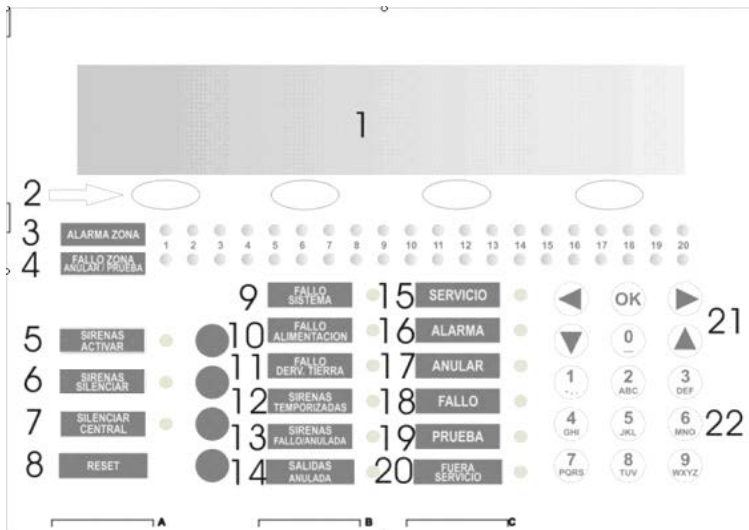 1
2
3 ALARMA ZONA
1 2 3 4 5 6 7 8 9 10 11 12 13 14 15 16 17 18 19 20
4 FALLO ZONA
ANULAR / PRUEBA
5 SIRENAS
ACTIVAR
6 SIRENAS
SILENCIAR
7 SILENCIAR
CENTRAL
8 RESET
9 FALLO
SISTEMA
10 FALLO
ALIMENTACION
11 FALLO
DERV. TIERRA
12 SIRENAS
TEMPORIZADAS
13 SIRENAS
FALLO/ANULADA
14 SALIDAS
ANULADA
15 SERVICIO
16 ALARMA
17 ANULAR
18 FALLO
19 PRUEBA
20 FUERA
SERVICIO
OK
21
0
1 2 3
ABC DEF
4 5 6
GHI JKL MNO
22
7 8 9
PQRS TUV WXYZ
A B C